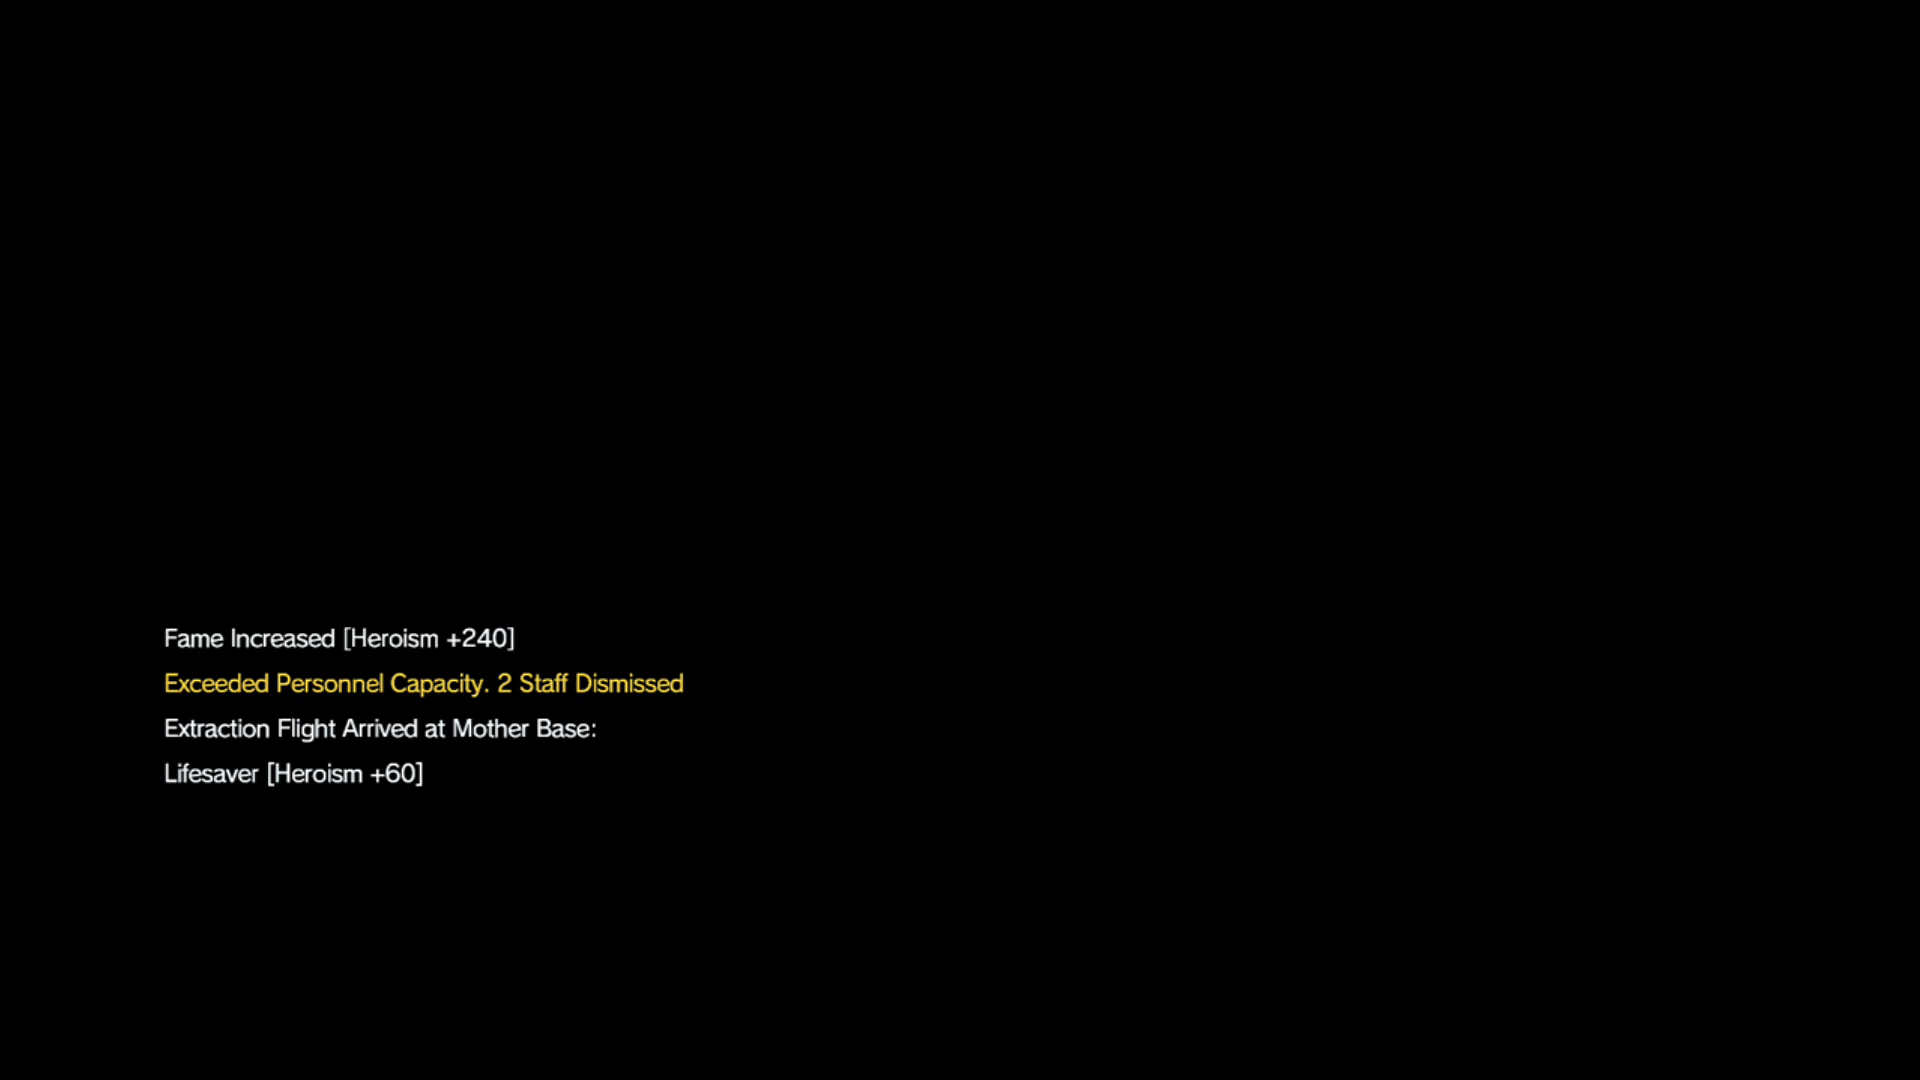 Fame Increased [Heroism +240]
Exceeded Personnel Capacity. 2 Staff Dismissed
Extraction Flight Arrived at Mother Base:
Lifesaver [Heroism +60]